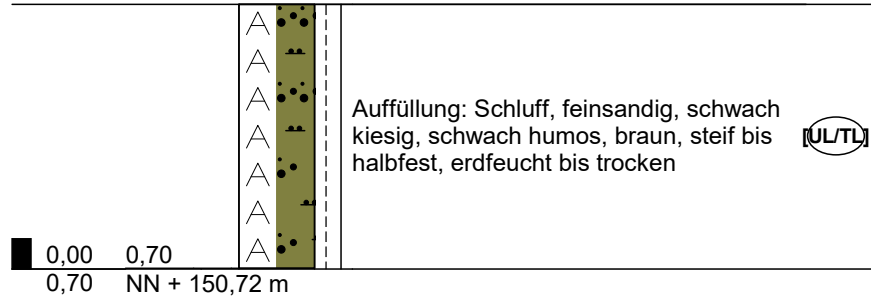 A
A
A
A
A
A
A
Auffüllung: Schluff, feinsandig, schwach
kiesig, schwach humos, braun, steif bis
halbfest, erdfeucht bis trocken
[UL/TL]
0,00 0,70
0,70 NN + 150,72 m